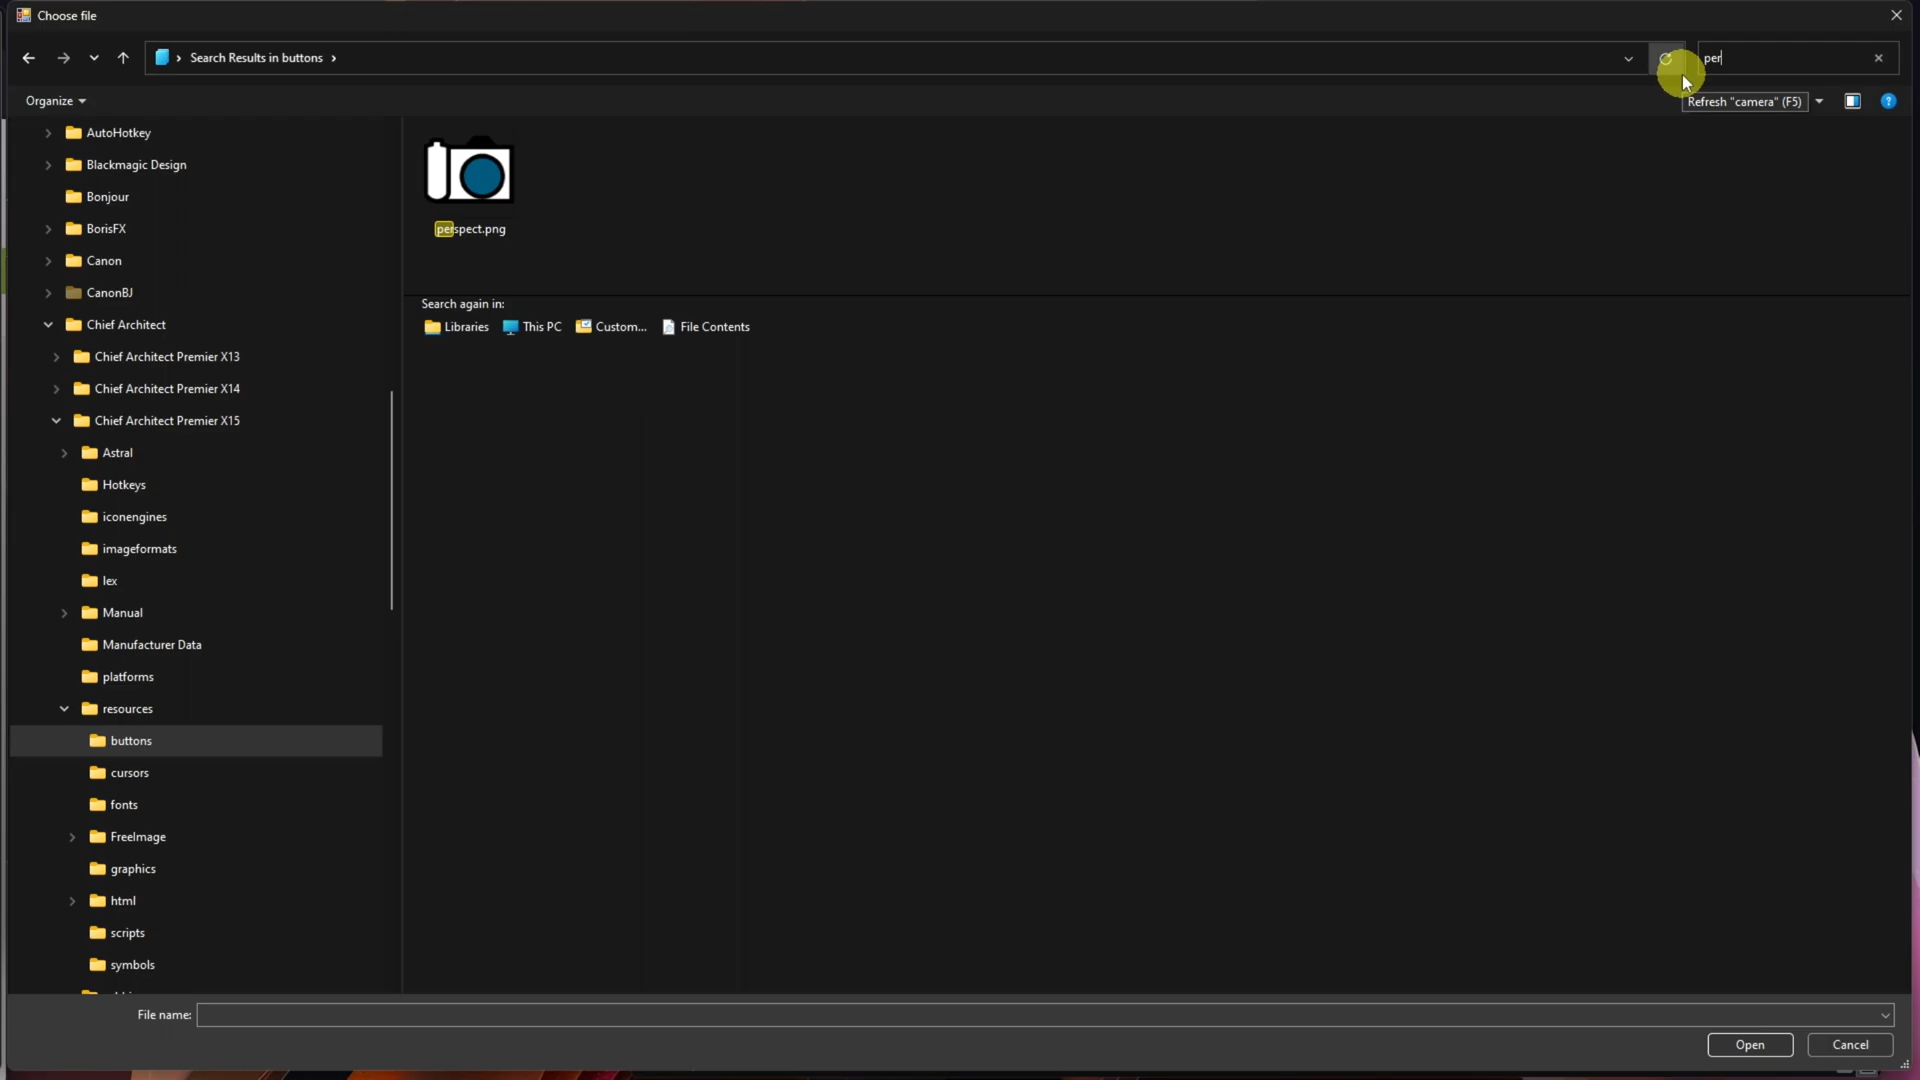 Choose file
Search Results in buttons
per
Organize
Refresh "camera" (F5)
AutoHotkey
Blackmagic Design
Bonjour
BorisFX
Canon
CanonBJ
Chief Architect
Chief Architect Premier X13
Chief Architect Premier X14
Chief Architect Premier X15
Astral
Hotkeys
iconengines
imageformats
lex
Manual
Manufacturer Data
platforms
resources
buttons
cursors
fonts
FreeImage
graphics
html
scripts
symbols
perspect.png
Search again in:
Libraries This PC Custom... File Contents
File name:
Open Cancel